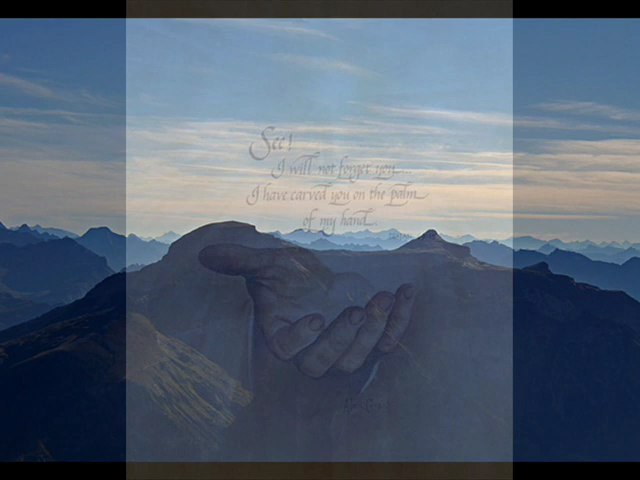 See!
I will not forget you...
I have carved you on the palm
of my hand.